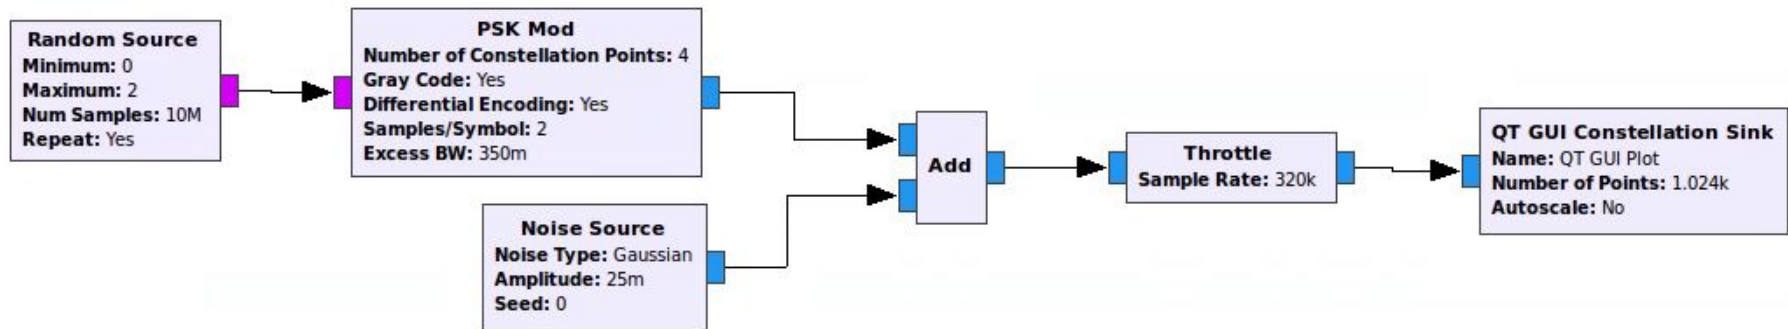 Random Source
Minimum: 0
Maximum: 2
Num Samples: 10M
Repeat: Yes
PSK Mod
Number of Constellation Points: 4
Gray Code: Yes
Differential Encoding: Yes
Samples/Symbol: 2
Excess BW: 350m
Noise Source
Noise Type: Gaussian
Amplitude: 25m
Seed: 0
Add
Throttle
Sample Rate: 320k
QT GUI Constellation Sink
Name: QT GUI Plot
Number of Points: 1.024k
Autoscale: No